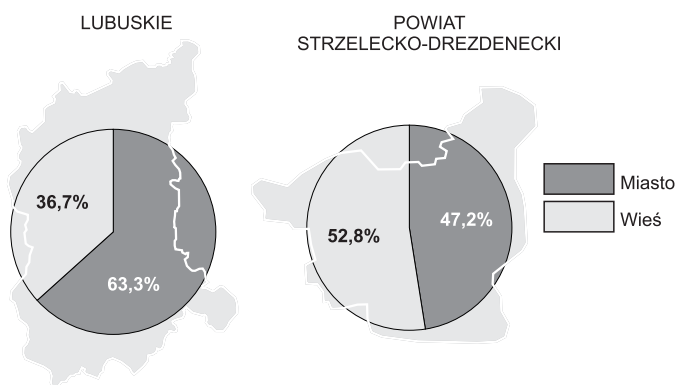 LUBUSKIE
POWIAT
STRZELECKO-DREZDENECKI
36,7%
63,3%
52,8%
47,2%
Miasto
Wieś